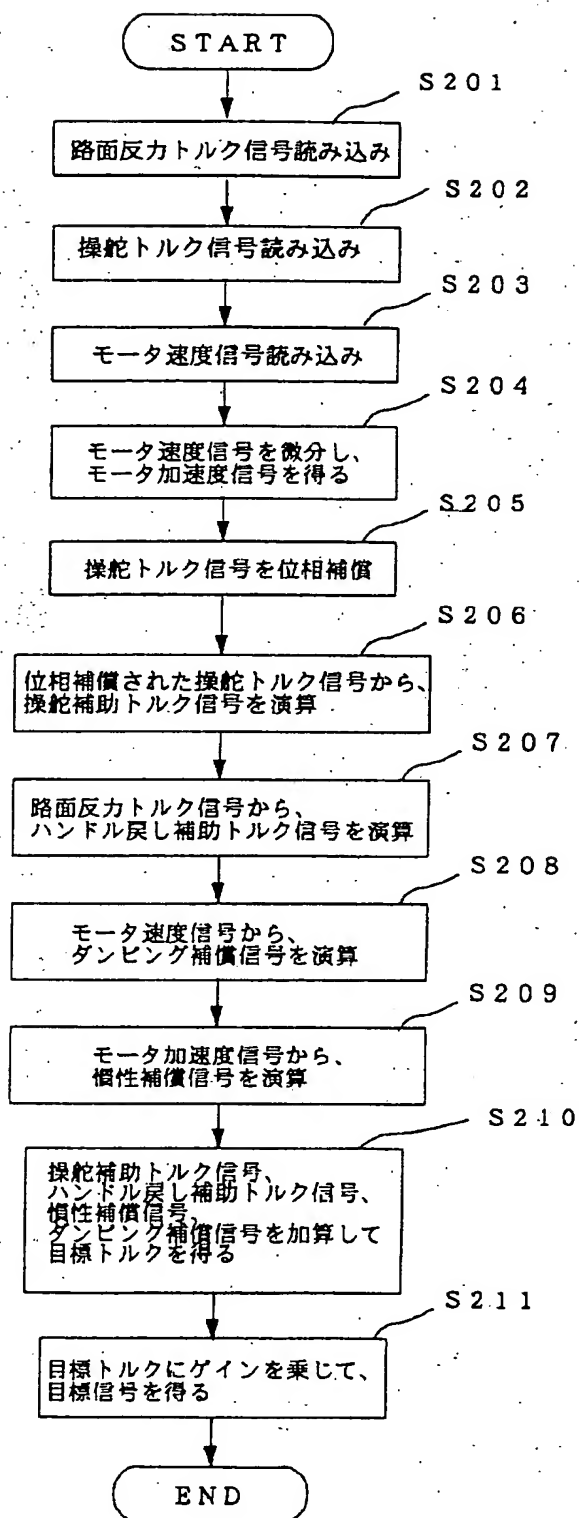 START
S201
路面反力トルク信号読み込み
S202
操舵トルク信号読み込み
S203
モータ速度信号読み込み
S204
モータ速度信号を微分し、
モータ加速度信号を得る
S205
操舵トルク信号を位相補償
S206
位相補償された操舵トルク信号から、
操舵補助トルク信号を演算
S207
路面反力トルク信号から、
ハンドル戻し補助トルク信号を演算
S208
モータ速度信号から、
ダンピング補償信号を演算
S209
モータ加速度信号から、
慣性補償信号を演算
S210
操舵補助トルク信号、
ハンドル戻し補助トルク信号、
慣性補償信号、
ダンピング補償信号を加算して
目標トルクを得る
S211
目標トルクにゲインを乗じて、
目標信号を得る
END